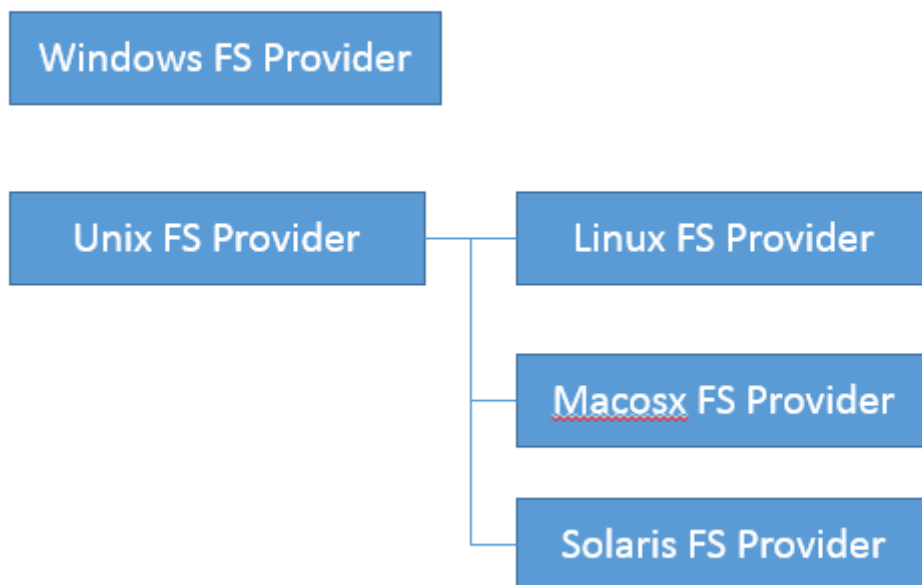 Windows FS Provider
Unix FS Provider
Linux FS Provider
Macosx FS Provider
Solaris FS Provider